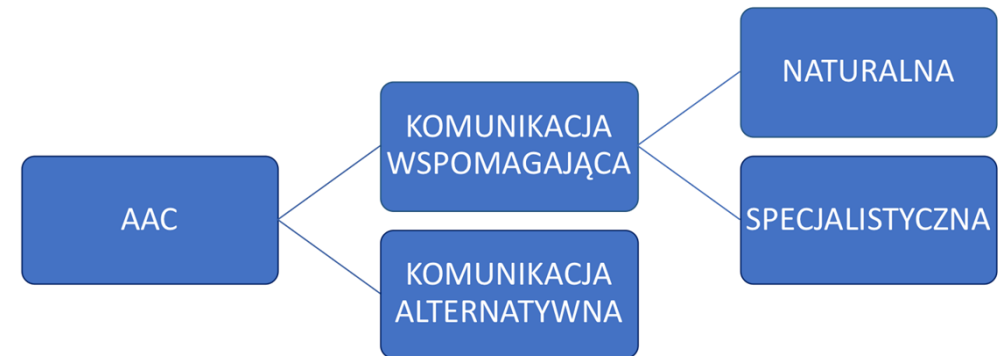 AAC
KOMUNIKACJA
WSPOMAGAJĄCA
NATURALNA
SPECJALISTYCZNA
KOMUNIKACJA
ALTERNATYWNA